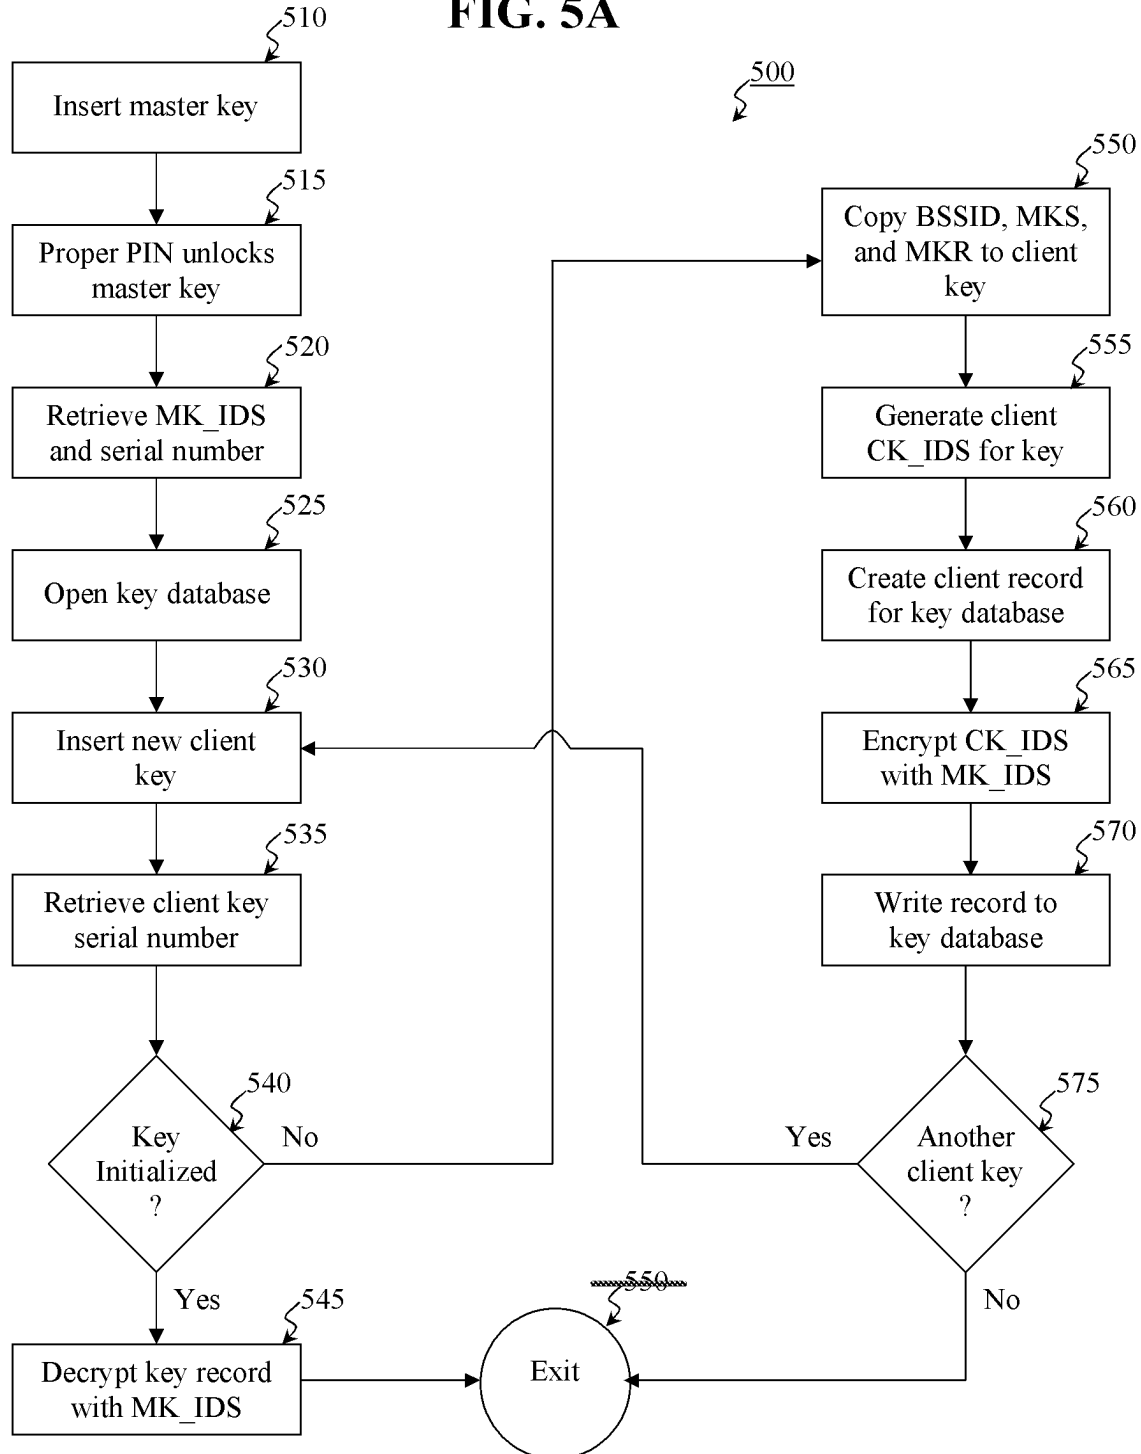 FIG. 5A
500
510
Insert master key
515
Proper PIN unlocks
master key
520
Retrieve MK_IDS
and serial number
525
Open key database
530
Insert new client
key
535
Retrieve client key
serial number
540
Key
Initialized
?
No
Yes
545
Decrypt key record
with MK_IDS
550
Exit
550
Copy BSSID, MKS,
and MKR to client
key
555
Generate client
CK_IDS for key
560
Create client record
for key database
565
Encrypt CK_IDS
with MK_IDS
570
Write record to
key database
575
Another
client key
?
Yes
No